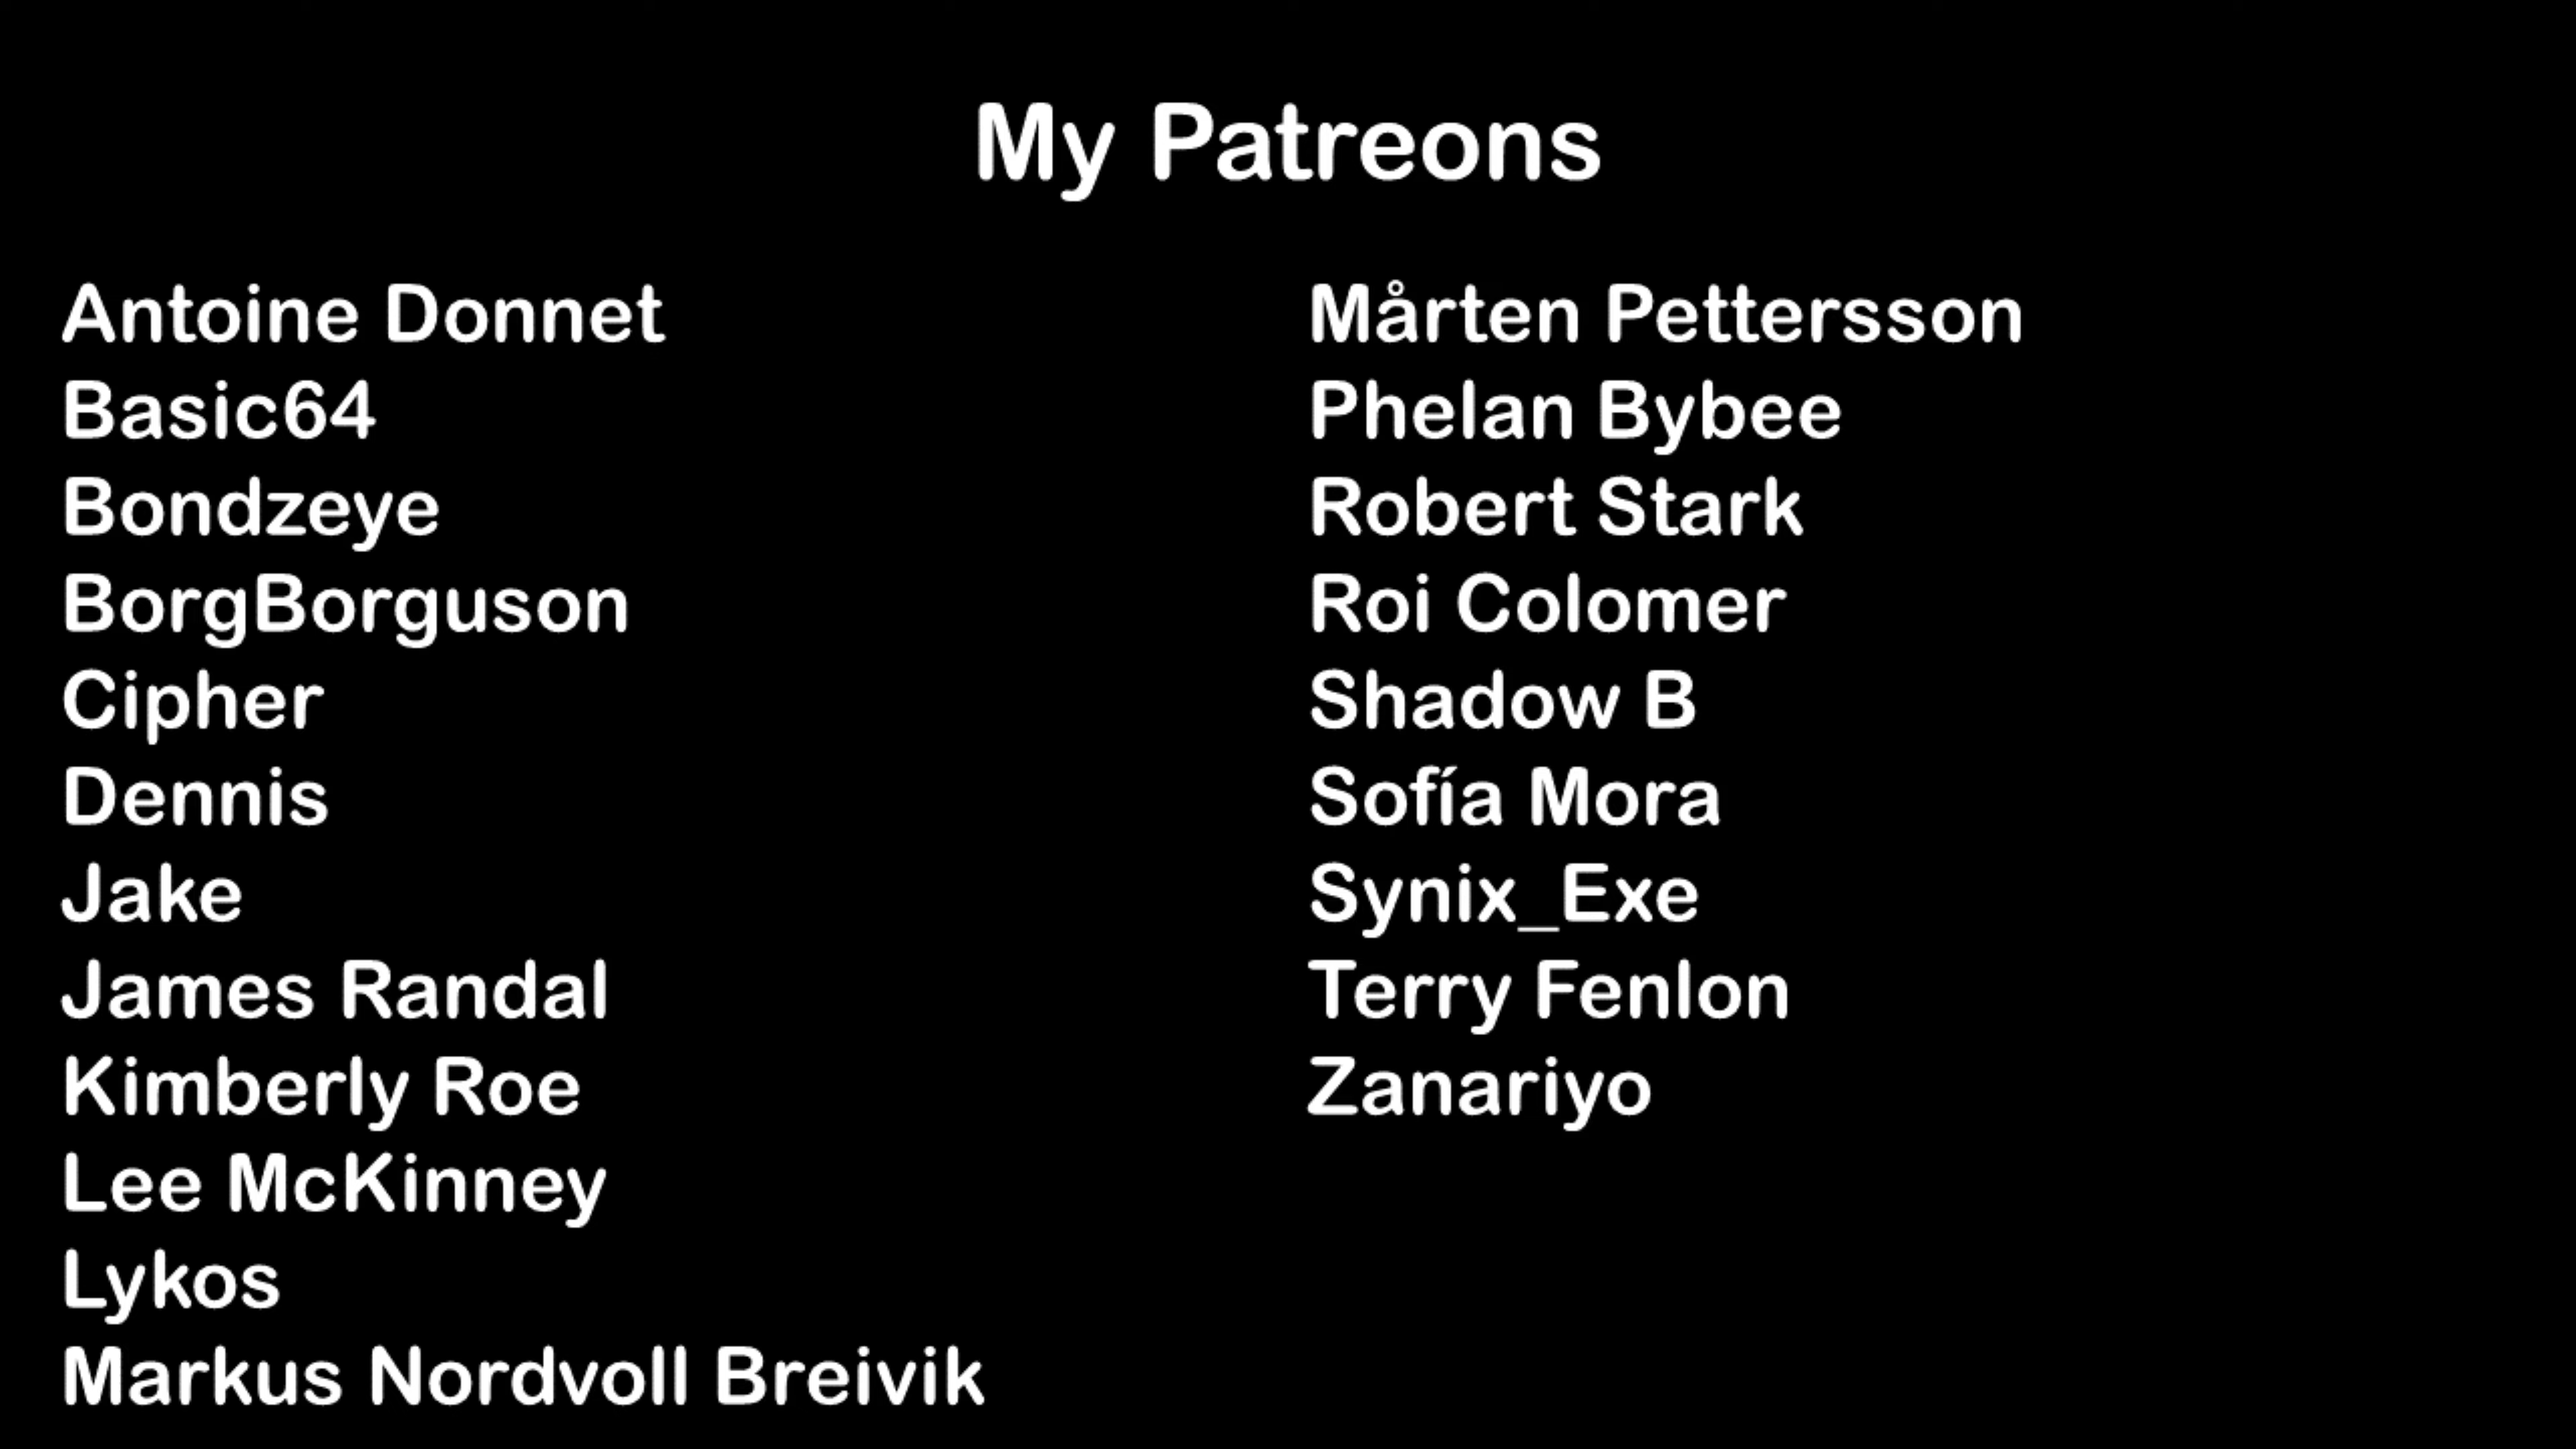 My Patreons
Antoine Donnet
Basic64
Bondzeye
BorgBorguson
Cipher
Dennis
Jake
James Randal
Kimberly Roe
Lee McKinney
Lykos
Markus Nordvoll Breivik
Mårten Pettersson
Phelan Bybee
Robert Stark
Roi Colomer
Shadow B
Sofía Mora
Synix_Exe
Terry Fenlon
Zanariyo